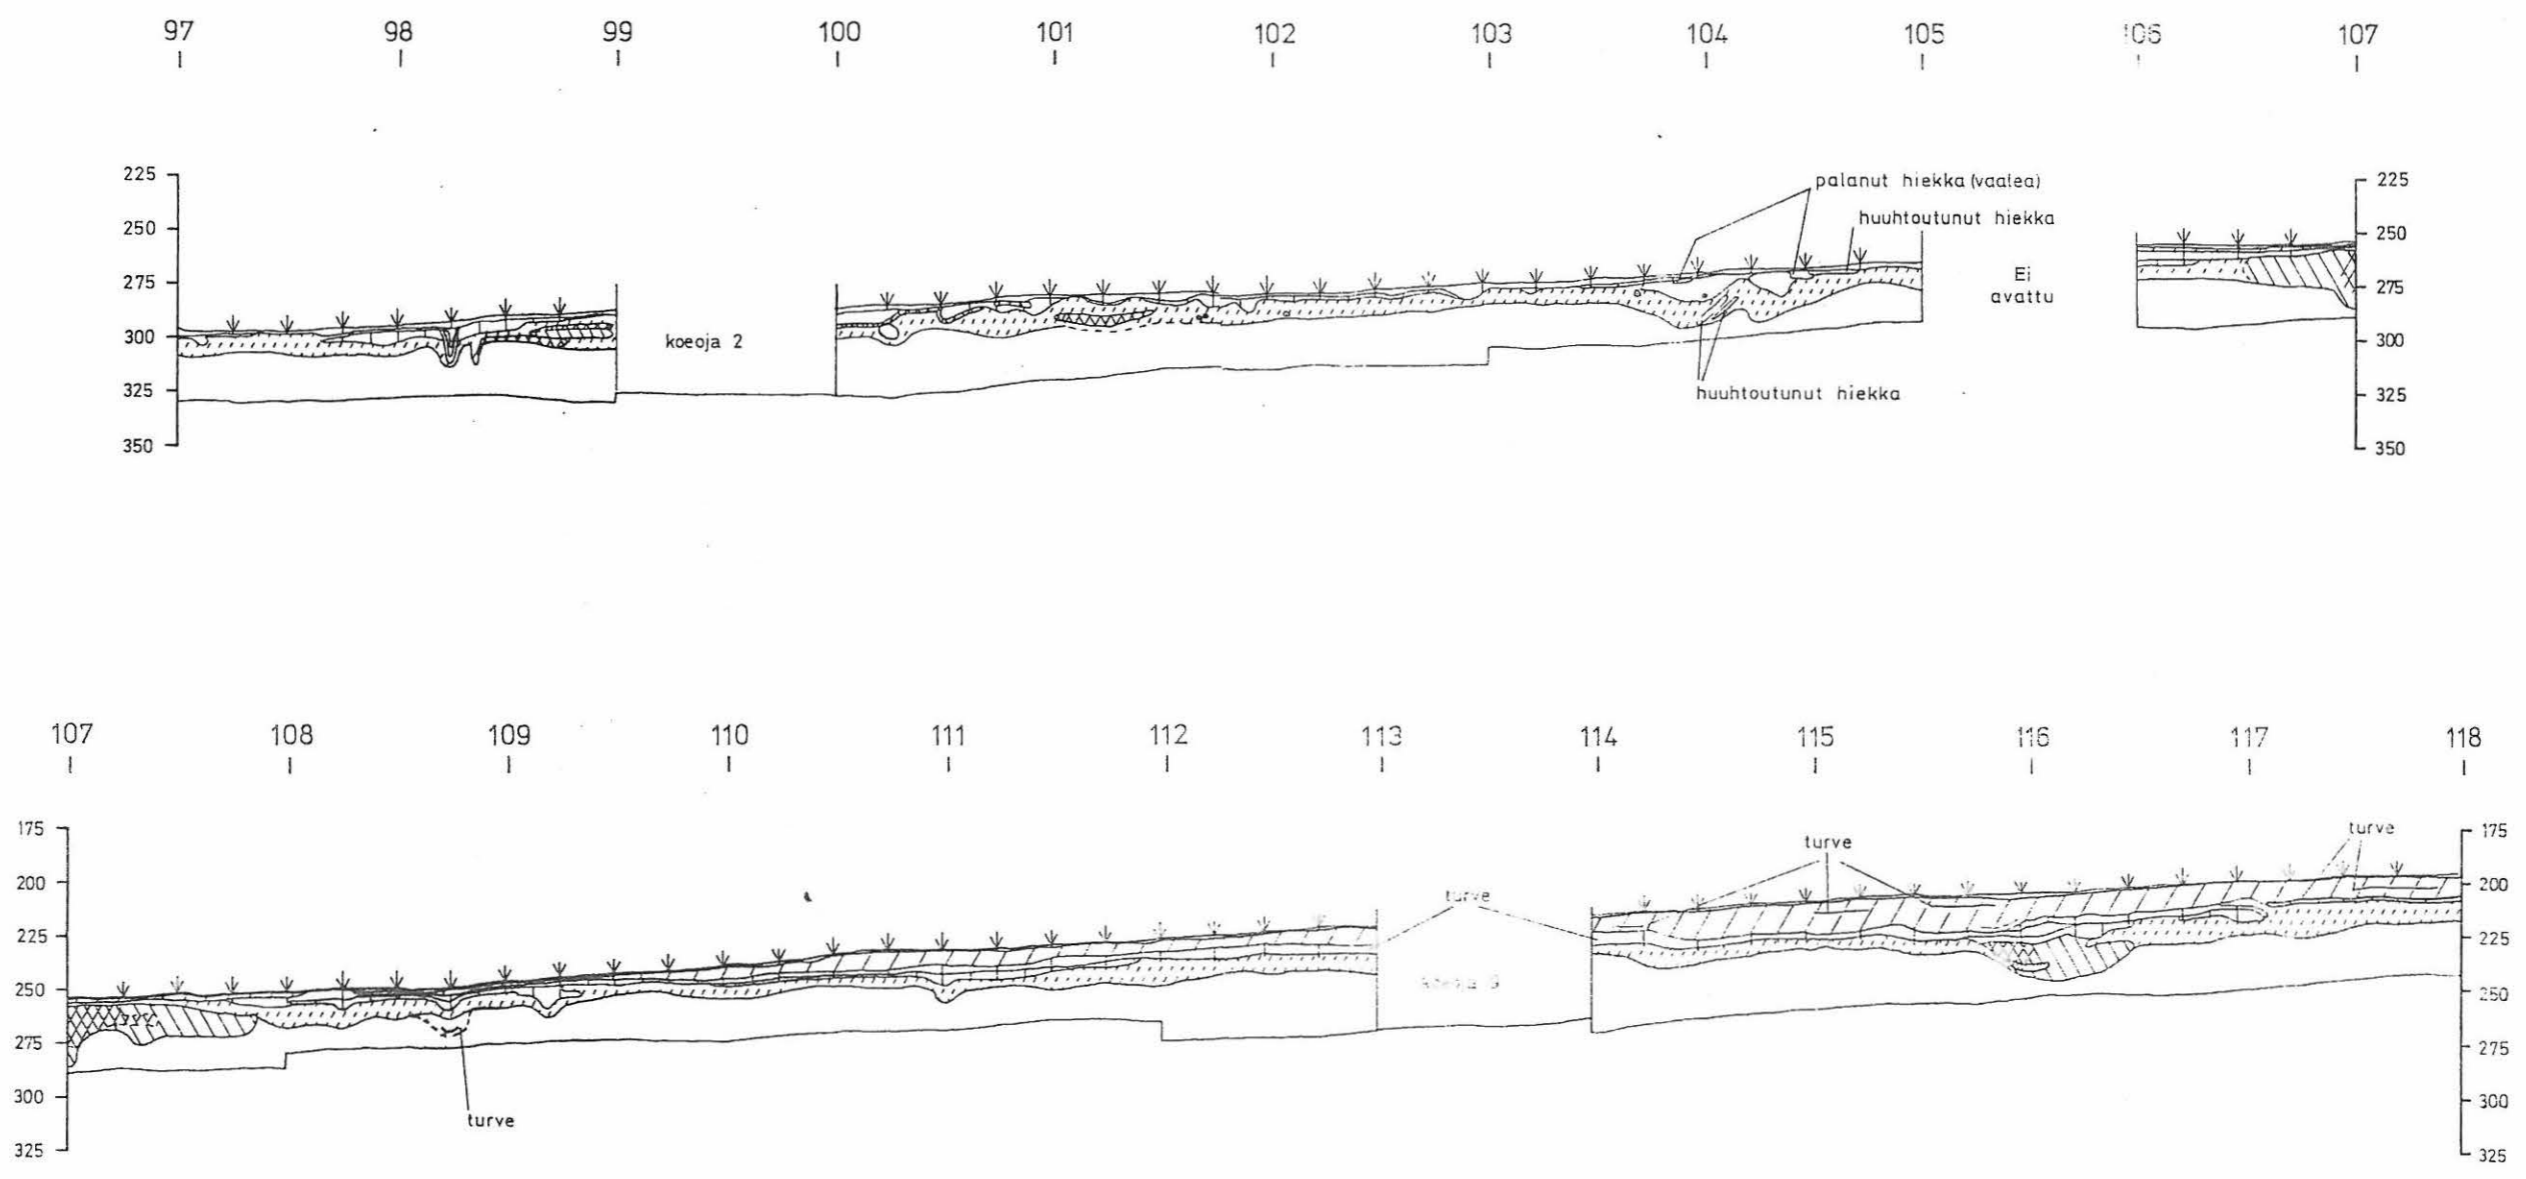 97 98 99 100 101 102 103 104 105 106 107
225 225
palanut hiekka (vaalea)
huuhtoutunut hiekka
250 250
275 275
Ei
avattu
300 300
koeoja 2
325 325
huuhtoutunut hiekka
350 350
107 108 109 110 111 112 113 114 115 116 117 118
175 175
turve
turve
200 200
turve
225 225
koeoja
250 250
275 275
300 300
turve
325 325